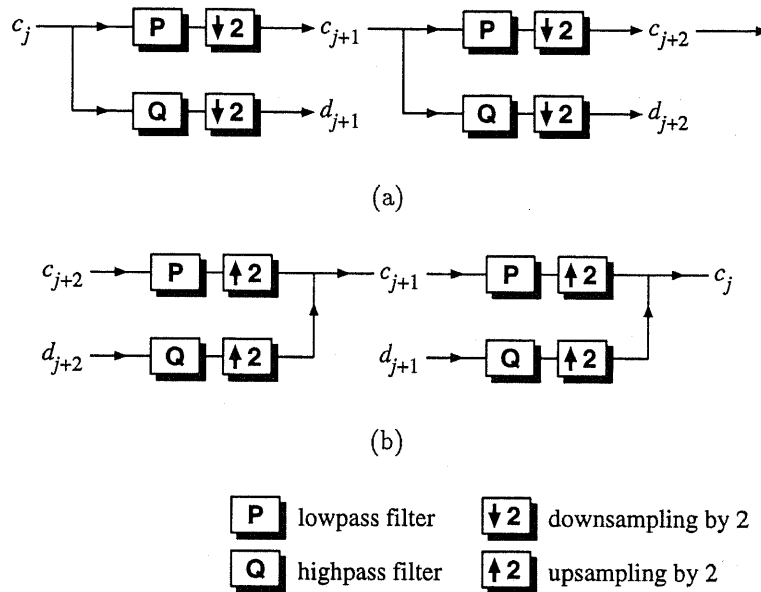 c_j P ↓2 c_{j+1} P ↓2 c_{j+2}
Q ↓2 d_{j+1} Q ↓2 d_{j+2}
(a)
c_{j+2} P ↑2 c_{j+1} P ↑2 c_j
d_{j+2} Q ↑2 d_{j+1} Q ↑2
(b)
P lowpass filter ↓2 downsampling by 2
Q highpass filter ↑2 upsampling by 2